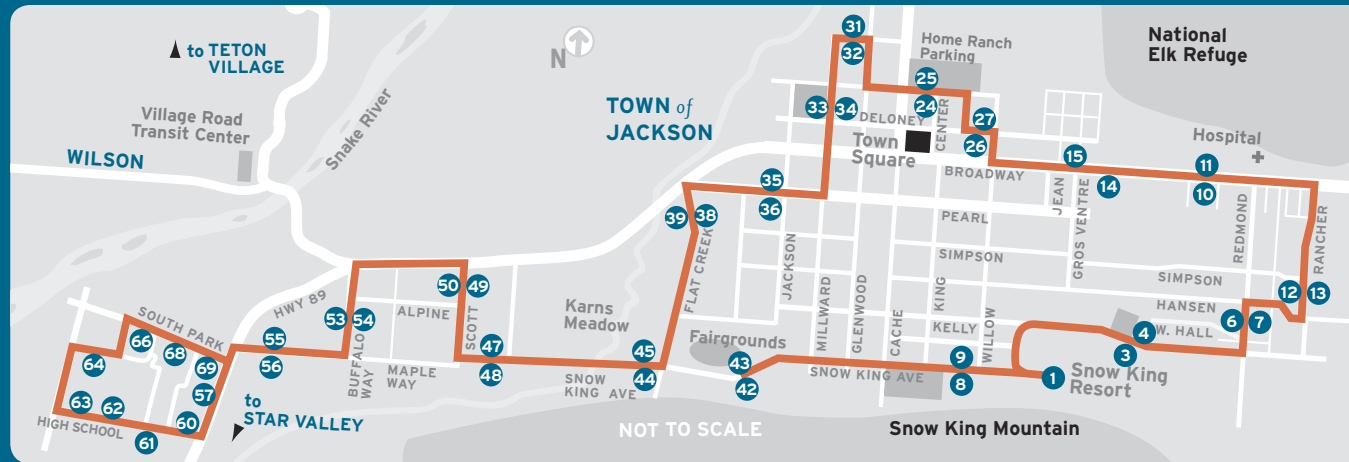 to TETON
VILLAGE
Village Road
Transit Center
WILSON
Snake River
N
TOWN of
JACKSON
31
32
Home Ranch
Parking
25
24
National
Elk Refuge
33
34
DELONEY
CENTER
27
26
Town
Square
BROADWAY
15
14
Hospital
11
10
35
36
39
38
PEARL
JEAN
GROS VENTRE
REDMOND
RANCHER
FLAT CREEK
JACKSON
MILLWARD
GLENWOOD
CACHE
KING
WILLOW
SIMPSON
SIMPSON
HANSEN
12
13
6
7
KELLY
W. HALL
4
3
HWY 89
50
49
53
54
ALPINE
SCOTT
Karns
Meadow
Fairgrounds
SOUTH PARK
66
68
69
64
55
56
57
BUFFALO
WAY
MAPLE
WAY
47
48
45
44
SNOW
KING AVE
43
42
SNOW KING AVE
9
8
1
Snow King
Resort
63
62
61
60
HIGH SCHOOL
to
STAR VALLEY
NOT TO SCALE
Snow King Mountain